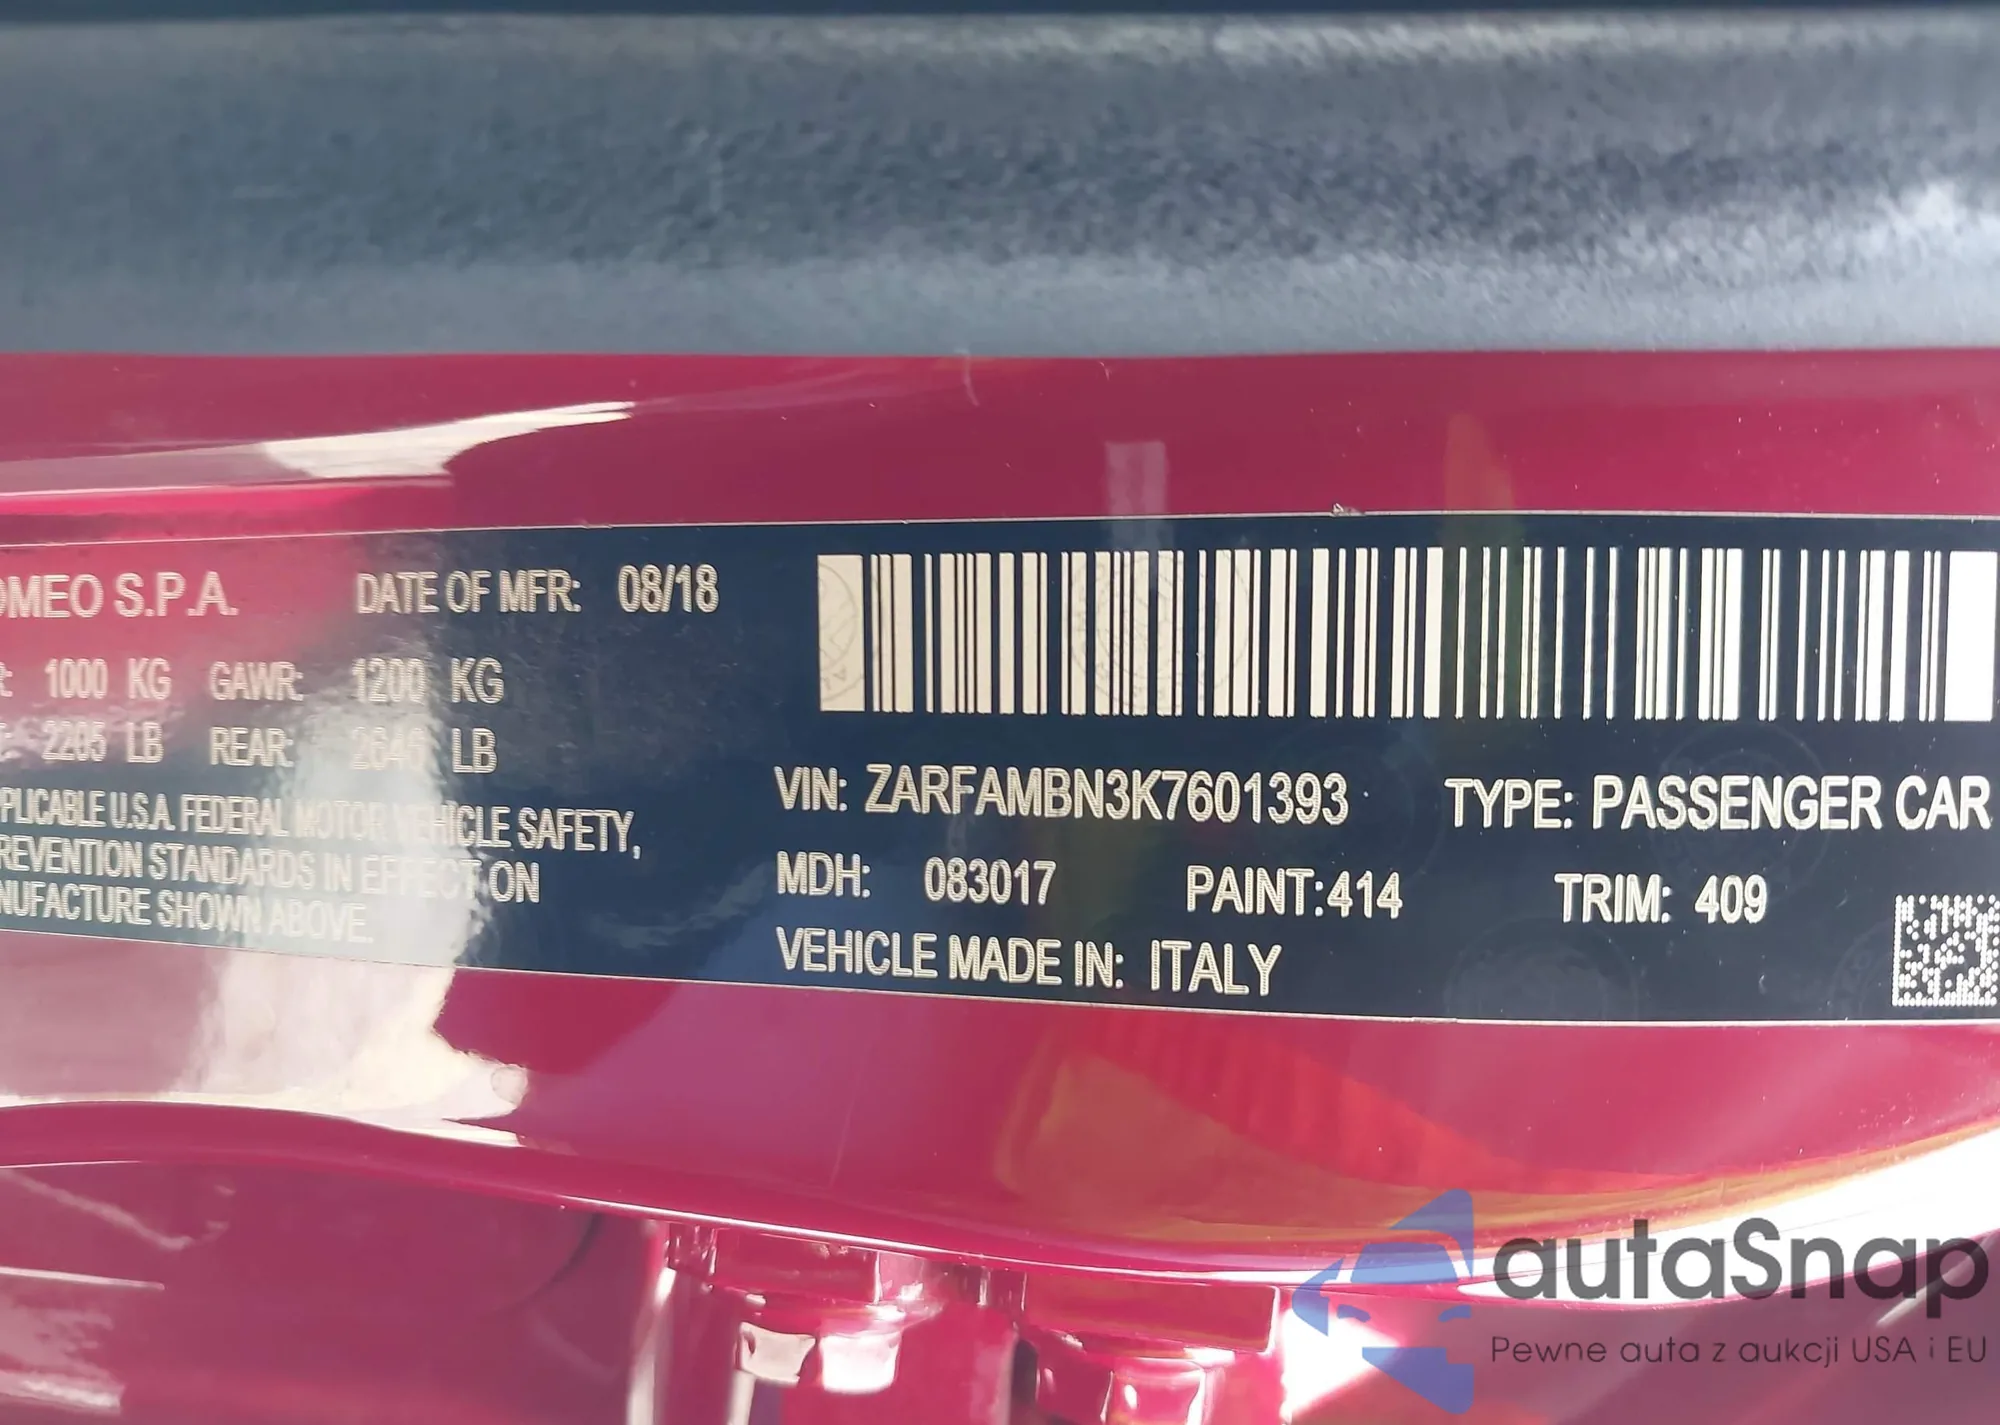 OMEO S.P.A. DATE OF MFR: 08/18
R: 1000 KG GAWR: 1200 KG
2205 LB REAR: 2646 LB
PPLICABLE U.S.A. FEDERAL MOTOR VEHICLE SAFETY,
REVENTION STANDARDS IN EFFECT ON
NUFACTURE SHOWN ABOVE.
VIN: ZARFAMBN3K7601393 TYPE: PASSENGER CAR
MDH: 083017 PAINT:414 TRIM: 409
VEHICLE MADE IN: ITALY
autaSnap
Pewne auta z aukcji USA i EU